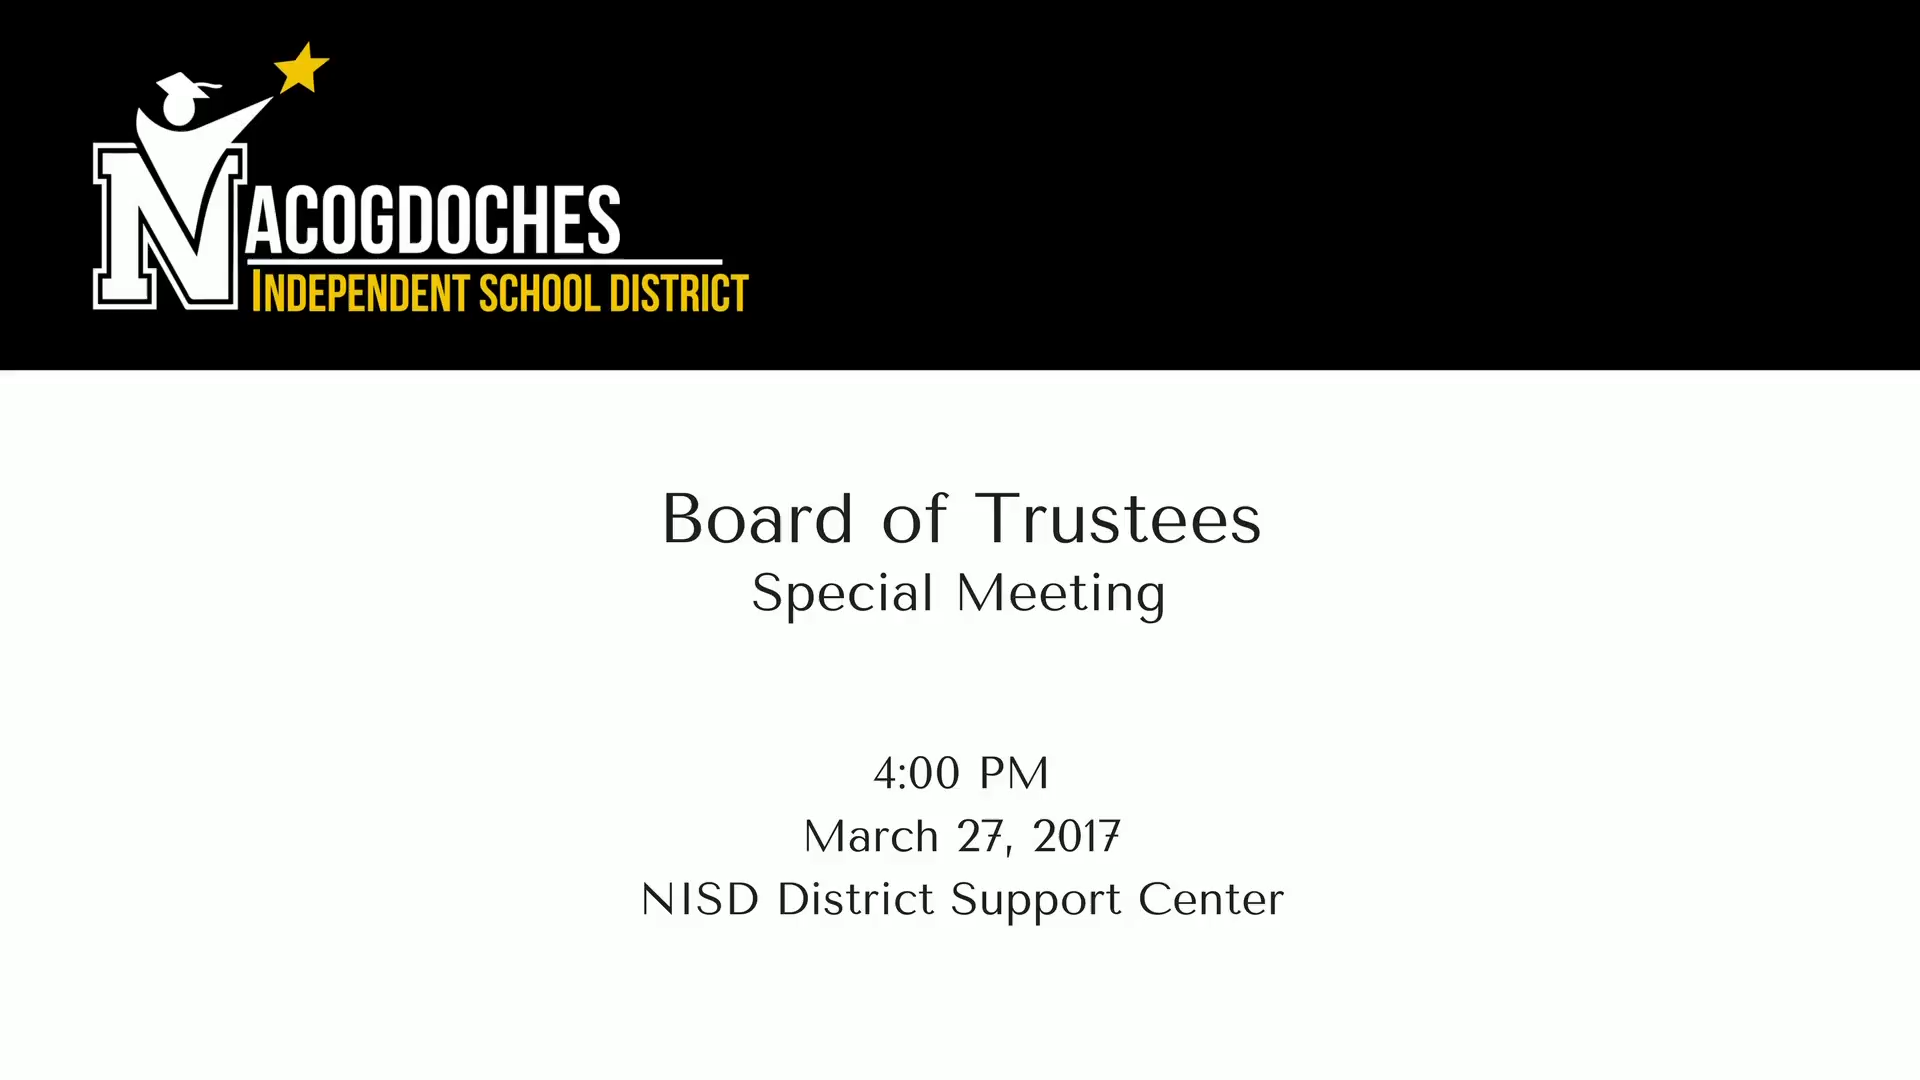 NACOGDOCHES
INDEPENDENT SCHOOL DISTRICT
Board of Trustees
Special Meeting
4:00 PM
March 27, 2017
NISD District Support Center